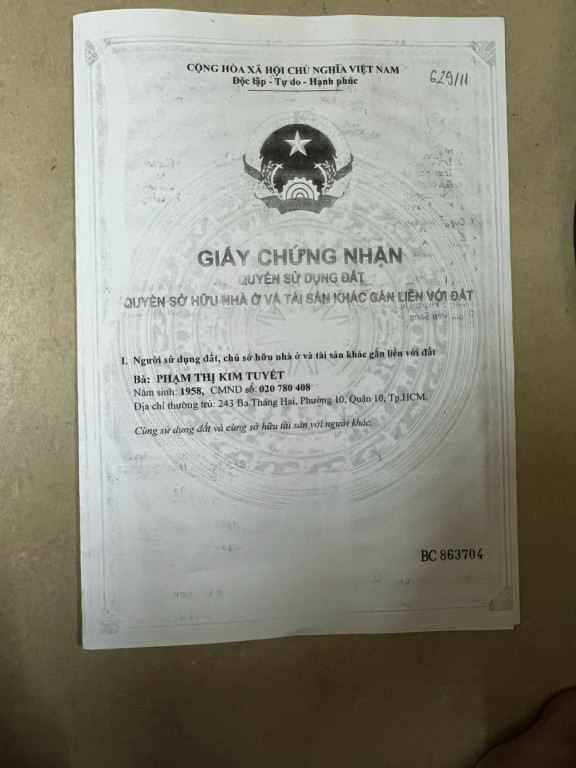 CỘNG HÒA XÃ HỘI CHỦ NGHĨA VIỆT NAM
Độc lập - Tự do - Hạnh phúc
629/11
GIẤY CHỨNG NHẬN
QUYỀN SỬ DỤNG ĐẤT
QUYỀN SỞ HỮU NHÀ Ở VÀ TÀI SẢN KHÁC GẮN LIỀN VỚI ĐẤT
I. Người sử dụng đất, chủ sở hữu nhà ở và tài sản khác gắn liền với đất
Bà: PHẠM THỊ KIM TUYẾT
Năm sinh: 1958, CMND số: 020 780 408
Địa chỉ thường trú: 243 Ba Tháng Hai, Phường 10, Quận 10, Tp.HCM.
Cùng sử dụng đất và cùng sở hữu tài sản với người khác.
BC 863704